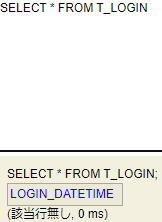 SELECT * FROM T_LOGIN
SELECT * FROM T_LOGIN;
LOGIN_DATETIME
(該当行無し, 0 ms)